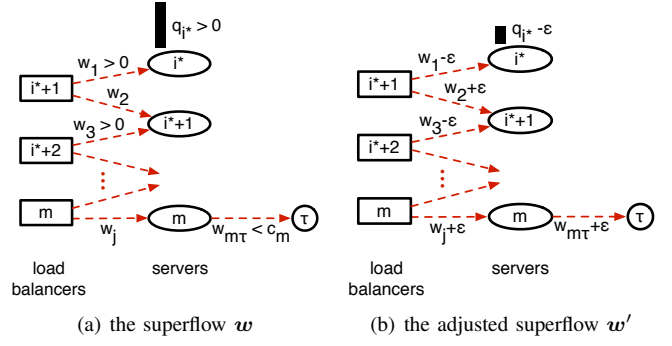 q_{i*} > 0
w_1 > 0
i*
i*+1
w_2
w_3 > 0
i*+1
i*+2
⋮
m
w_j
m
w_{mτ} < c_m
τ
load balancers
servers
(a) the superflow w
q_{i*} -ε
w_1-ε
i*
i*+1
w_2+ε
w_3-ε
i*+1
i*+2
⋮
m
w_j+ε
m
w_{mτ}+ε
τ
load balancers
servers
(b) the adjusted superflow w′